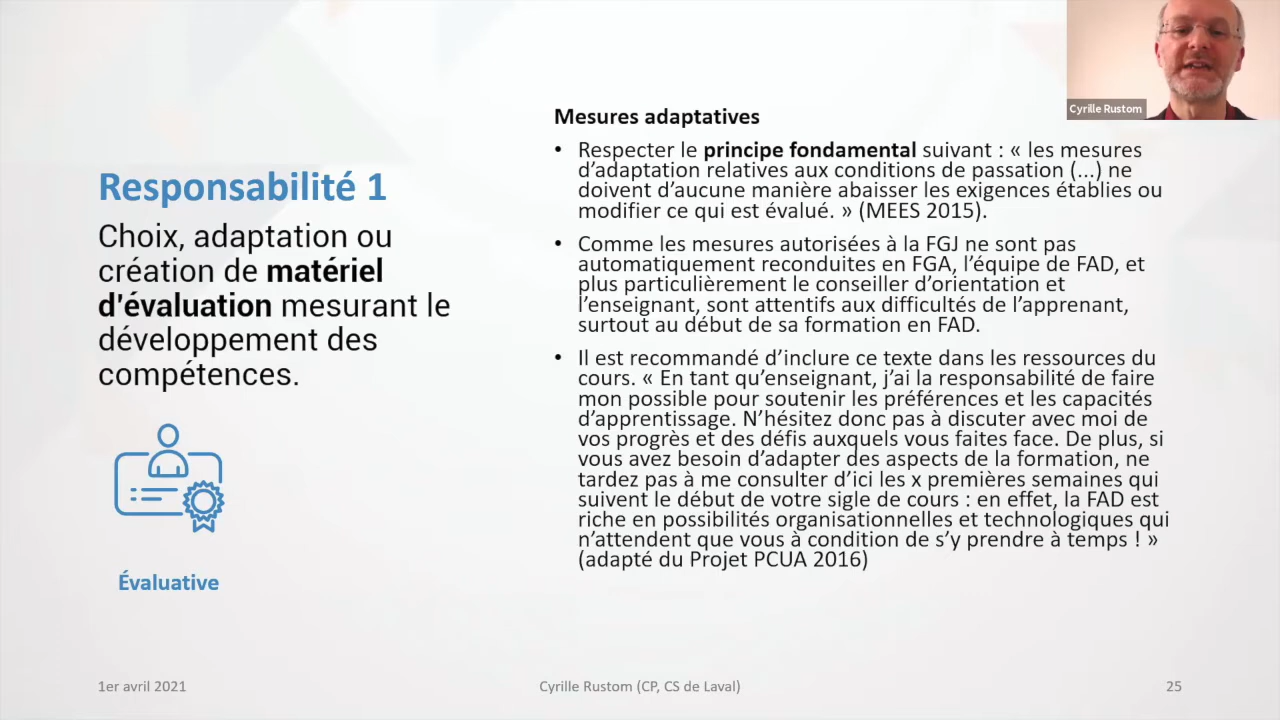 Cyrille Rustom
Responsabilité 1
Choix, adaptation ou
création de matériel
d'évaluation mesurant le
développement des
compétences.
Évaluative
Mesures adaptatives
• Respecter le principe fondamental suivant : « les mesures
d’adaptation relatives aux conditions de passation (...) ne
doivent d’aucune manière abaisser les exigences établies ou
modifier ce qui est évalué. » (MEES 2015).
• Comme les mesures autorisées à la FGJ ne sont pas
automatiquement reconduites en FGA, l’équipe de FAD, et
plus particulièrement le conseiller d’orientation et
l’enseignant, sont attentifs aux difficultés de l’apprenant,
surtout au début de sa formation en FAD.
• Il est recommandé d’inclure ce texte dans les ressources du
cours. « En tant qu’enseignant, j’ai la responsabilité de faire
mon possible pour soutenir les préférences et les capacités
d’apprentissage. N’hésitez donc pas à discuter avec moi de
vos progrès et des défis auxquels vous faites face. De plus, si
vous avez besoin d’adapter des aspects de la formation, ne
tardez pas à me consulter d’ici les x premières semaines qui
suivent le début de votre sigle de cours : en effet, la FAD est
riche en possibilités organisationnelles et technologiques qui
n’attendent que vous à condition de s’y prendre à temps ! »
(adapté du Projet PCUA 2016)
1er avril 2021
Cyrille Rustom (CP, CS de Laval)
25